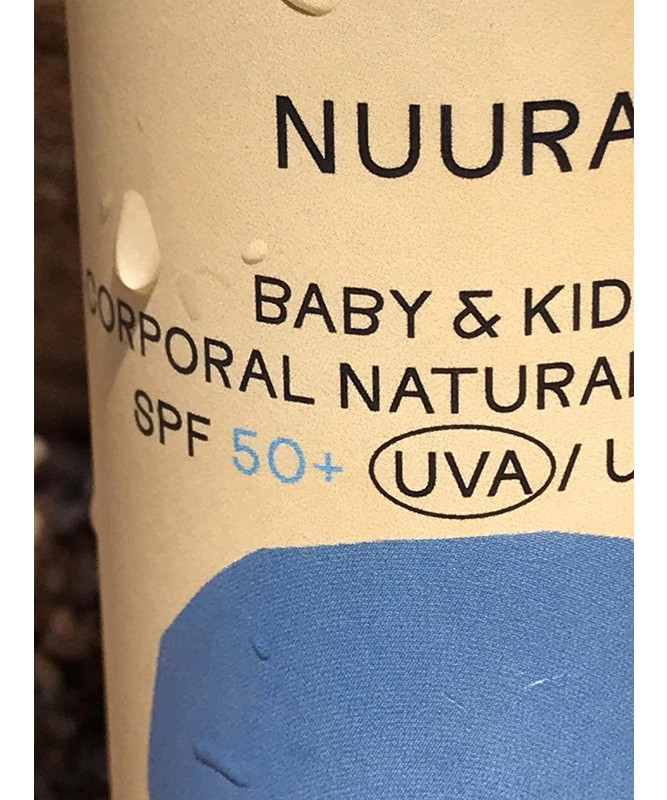 NUURA
BABY & KID
CORPORAL NATURAL
SPF 50+ UVA / U